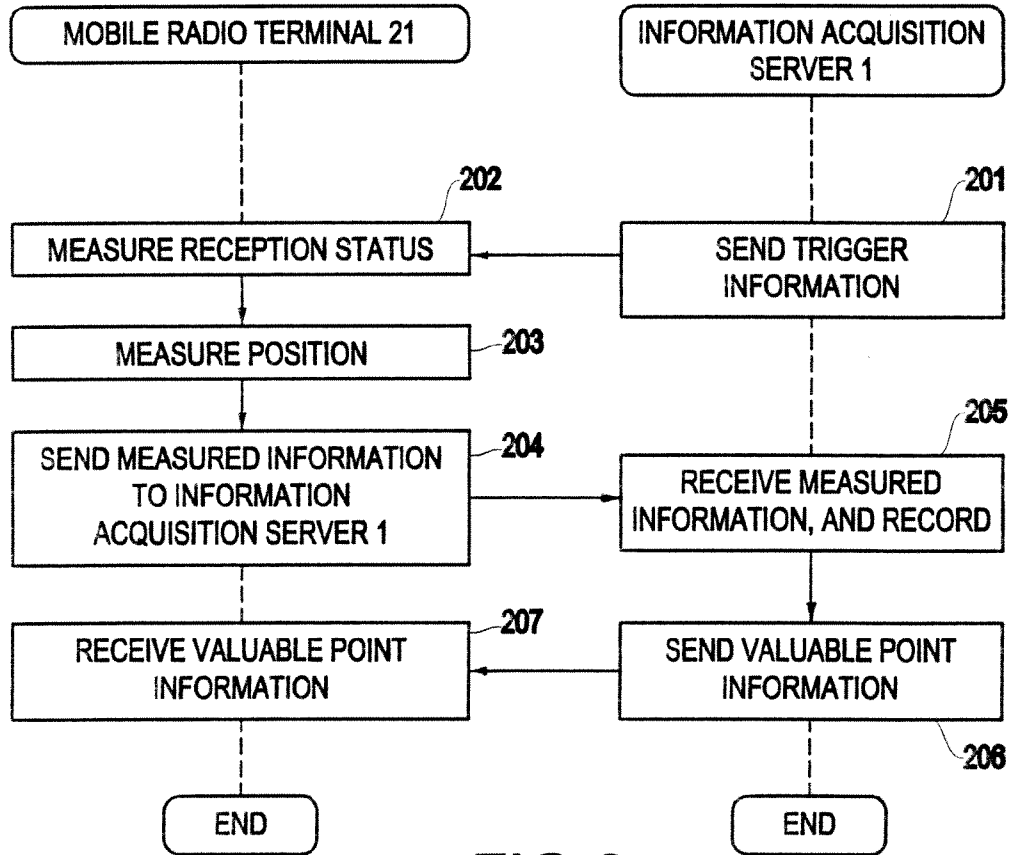 MOBILE RADIO TERMINAL 21
INFORMATION ACQUISITION
SERVER 1
202
201
MEASURE RECEPTION STATUS
SEND TRIGGER
INFORMATION
MEASURE POSITION
203
205
SEND MEASURED INFORMATION
TO INFORMATION
ACQUISITION SERVER 1
204
RECEIVE MEASURED
INFORMATION, AND RECORD
207
RECEIVE VALUABLE POINT
INFORMATION
SEND VALUABLE POINT
INFORMATION
206
END
END